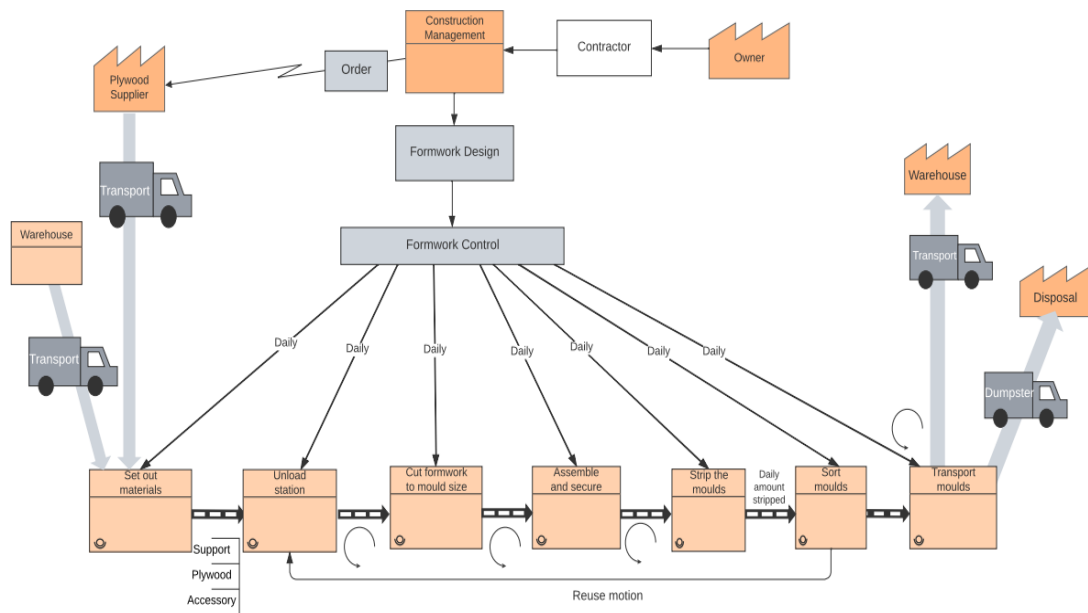 Construction
Management
Contractor
Owner
Order
Plywood
Supplier
Formwork Design
Transport
Warehouse
Warehouse
Formwork Control
Transport
Disposal
Transport
Dumpster
Daily
Daily
Daily
Daily
Daily
Daily
Daily
Set out
materials
Unload
station
Cut formwork
to mould size
Assemble
and secure
Strip the
moulds
Daily
amount
stripped
Sort
moulds
Transport
moulds
Support
Plywood
Accessory
Reuse motion